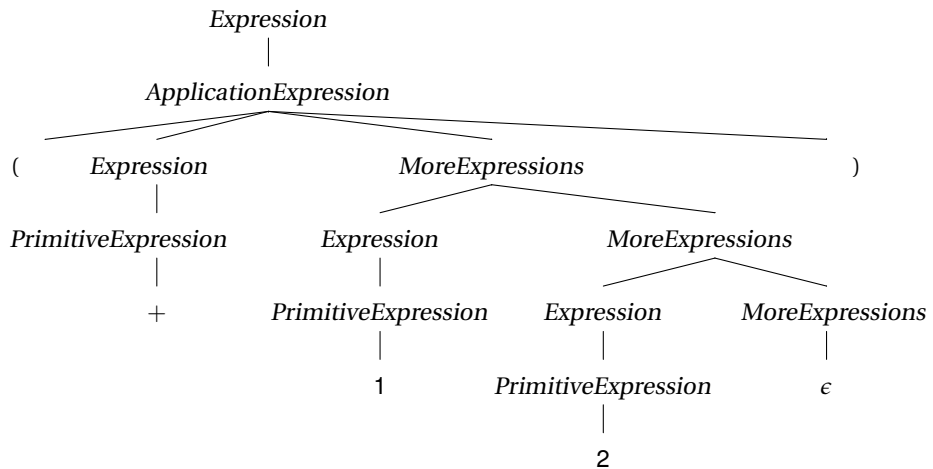 Expression
ApplicationExpression
( Expression MoreExpressions )
PrimitiveExpression Expression MoreExpressions
+ PrimitiveExpression Expression MoreExpressions
1 PrimitiveExpression ϵ
2